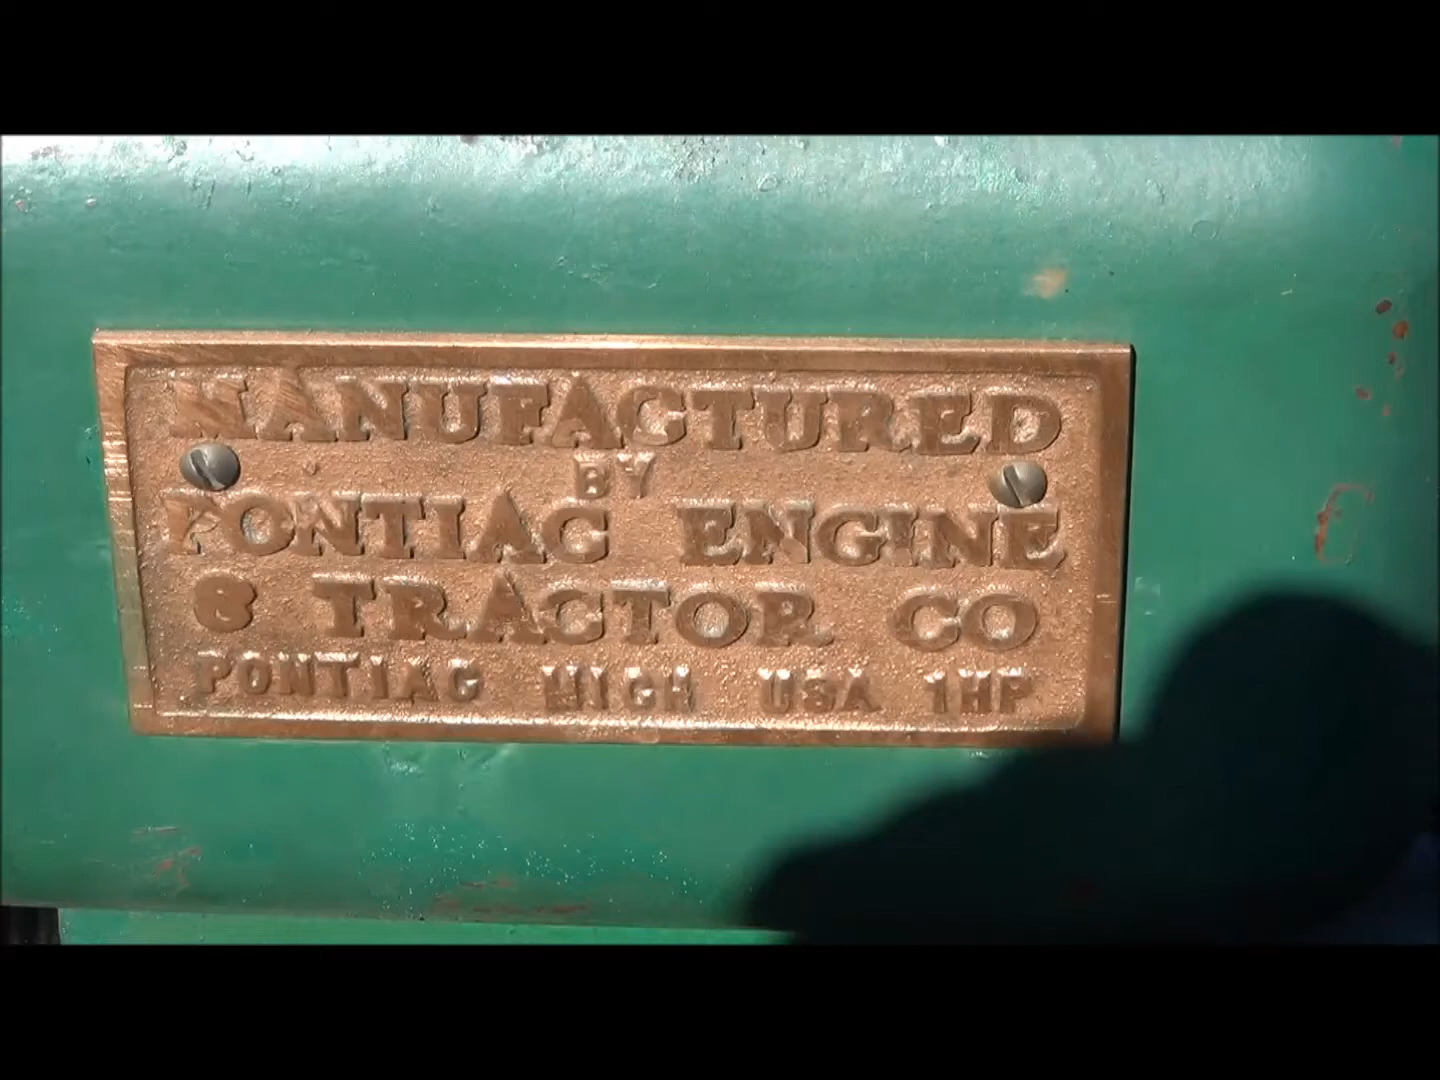 MANUFACTURED
BY
PONTIAC ENGINE
& TRACTOR CO
PONTIAC MICH USA 1HP